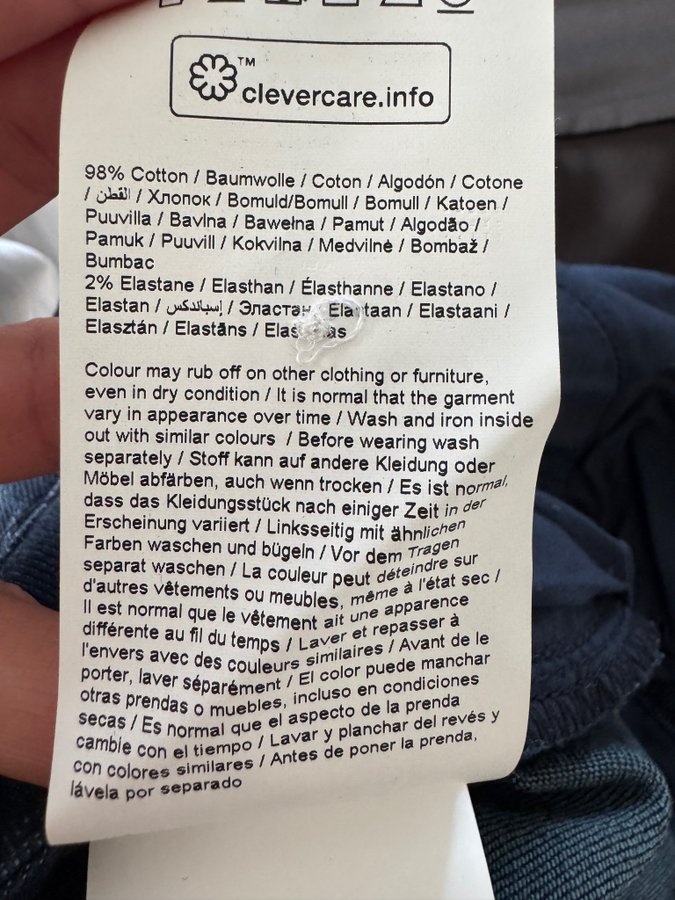 ™
clevercare.info
98% Cotton / Baumwolle / Coton / Algodón / Cotone
/ القطن / Хлопок / Bomuld/Bomull / Bomull / Katoen /
Puuvilla / Bavlna / Bawełna / Pamut / Algodão /
Pamuk / Puuvill / Kokvilna / Medvilnė / Bombaž /
Bumbac
2% Elastane / Elasthan / Élasthanne / Elastano /
Elastan / إسباندكس / Эластан / Elastaan / Elastaani /
Elasztán / Elastāns /
Colour may rub off on other clothing or furniture,
even in dry condition / It is normal that the garment
vary in appearance over time / Wash and iron inside
out with similar colours / Before wearing wash
separately / Stoff kann auf andere Kleidung oder
Möbel abfärben, auch wenn trocken / Es ist normal,
dass das Kleidungsstück nach einiger Zeit in der
Erscheinung variiert / Linksseitig mit ähnlichen
Farben waschen und bügeln / Vor dem Tragen
separat waschen / La couleur peut déteindre sur
d'autres vêtements ou meubles, même à l'état sec /
Il est normal que le vêtement ait une apparence
différente au fil du temps / Laver et repasser à
l'envers avec des couleurs similaires / Avant de le
porter, laver séparément / El color puede manchar
otras prendas o muebles, incluso en condiciones
secas / Es normal que el aspecto de la prenda
cambie con el tiempo / Lavar y planchar del revés y
con colores similares / Antes de poner la prenda,
lávela por separado